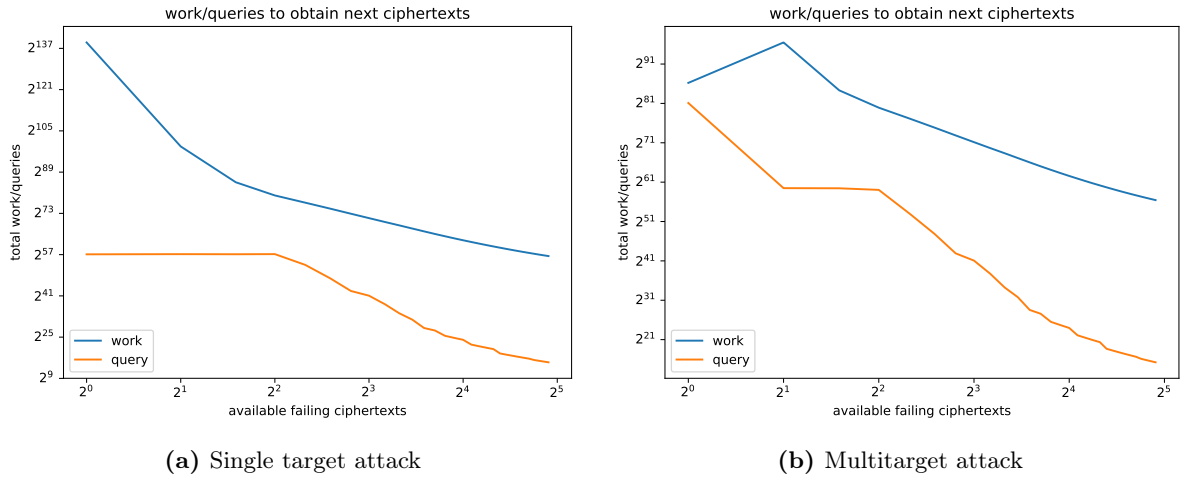 work/queries to obtain next ciphertexts
total work/queries
2^137
2^121
2^105
2^89
2^73
2^57
2^41
2^25
2^9
work
query
2^0 2^1 2^2 2^3 2^4 2^5
available failing ciphertexts
(a) Single target attack
work/queries to obtain next ciphertexts
total work/queries
2^91
2^81
2^71
2^61
2^51
2^41
2^31
2^21
work
query
2^0 2^1 2^2 2^3 2^4 2^5
available failing ciphertexts
(b) Multitarget attack